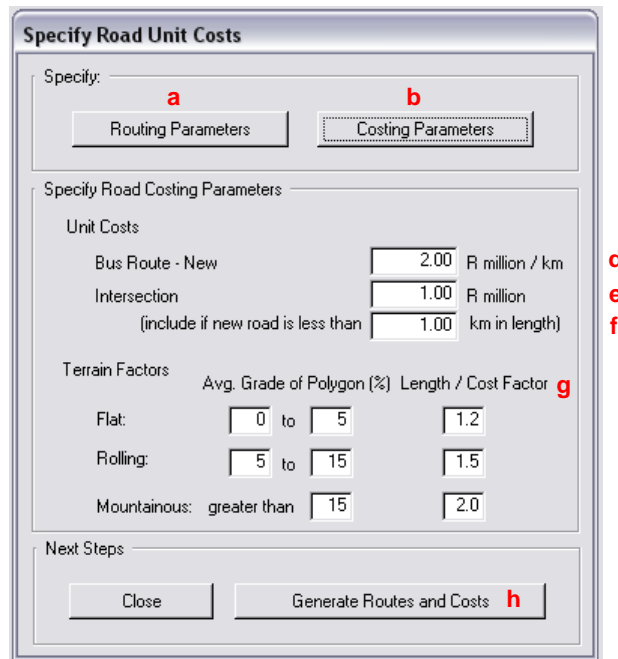 Specify Road Unit Costs
Specify:
a b
Routing Parameters Costing Parameters
Specify Road Costing Parameters
Unit Costs
Bus Route - New 2.00 R million / km d
Intersection 1.00 R million e
(include if new road is less than 1.00 km in length) f
Terrain Factors
Avg. Grade of Polygon (%) Length / Cost Factor g
Flat: 0 to 5 1.2
Rolling: 5 to 15 1.5
Mountainous: greater than 15 2.0
Next Steps
Close Generate Routes and Costs h